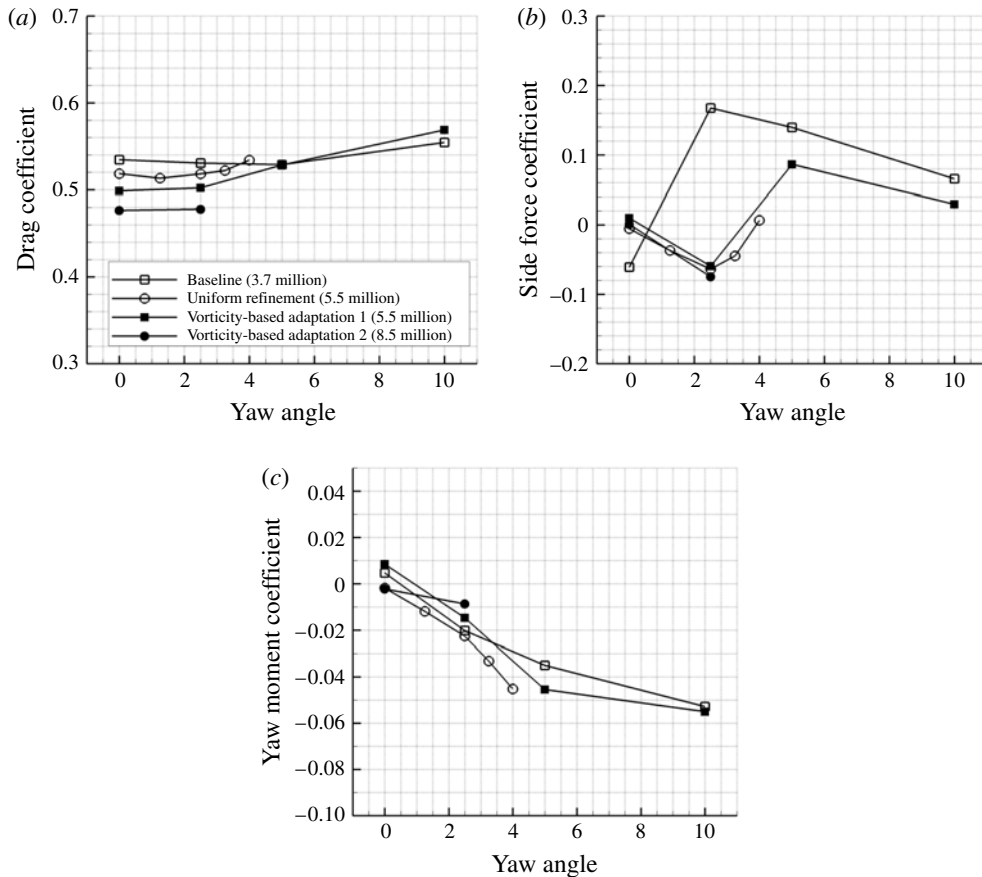 (a)
0.7
0.6
0.5
0.4
0.3
Drag coefficient
Baseline (3.7 million)
Uniform refinement (5.5 million)
Vorticity-based adaptation 1 (5.5 million)
Vorticity-based adaptation 2 (8.5 million)
0 2 4 6 8 10
Yaw angle
(b)
0.3
0.2
0.1
0
−0.1
−0.2
Side force coefficient
0 2 4 6 8 10
Yaw angle
(c)
0.04
0.02
0
−0.02
−0.04
−0.06
−0.08
−0.10
Yaw moment coefficient
0 2 4 6 8 10
Yaw angle